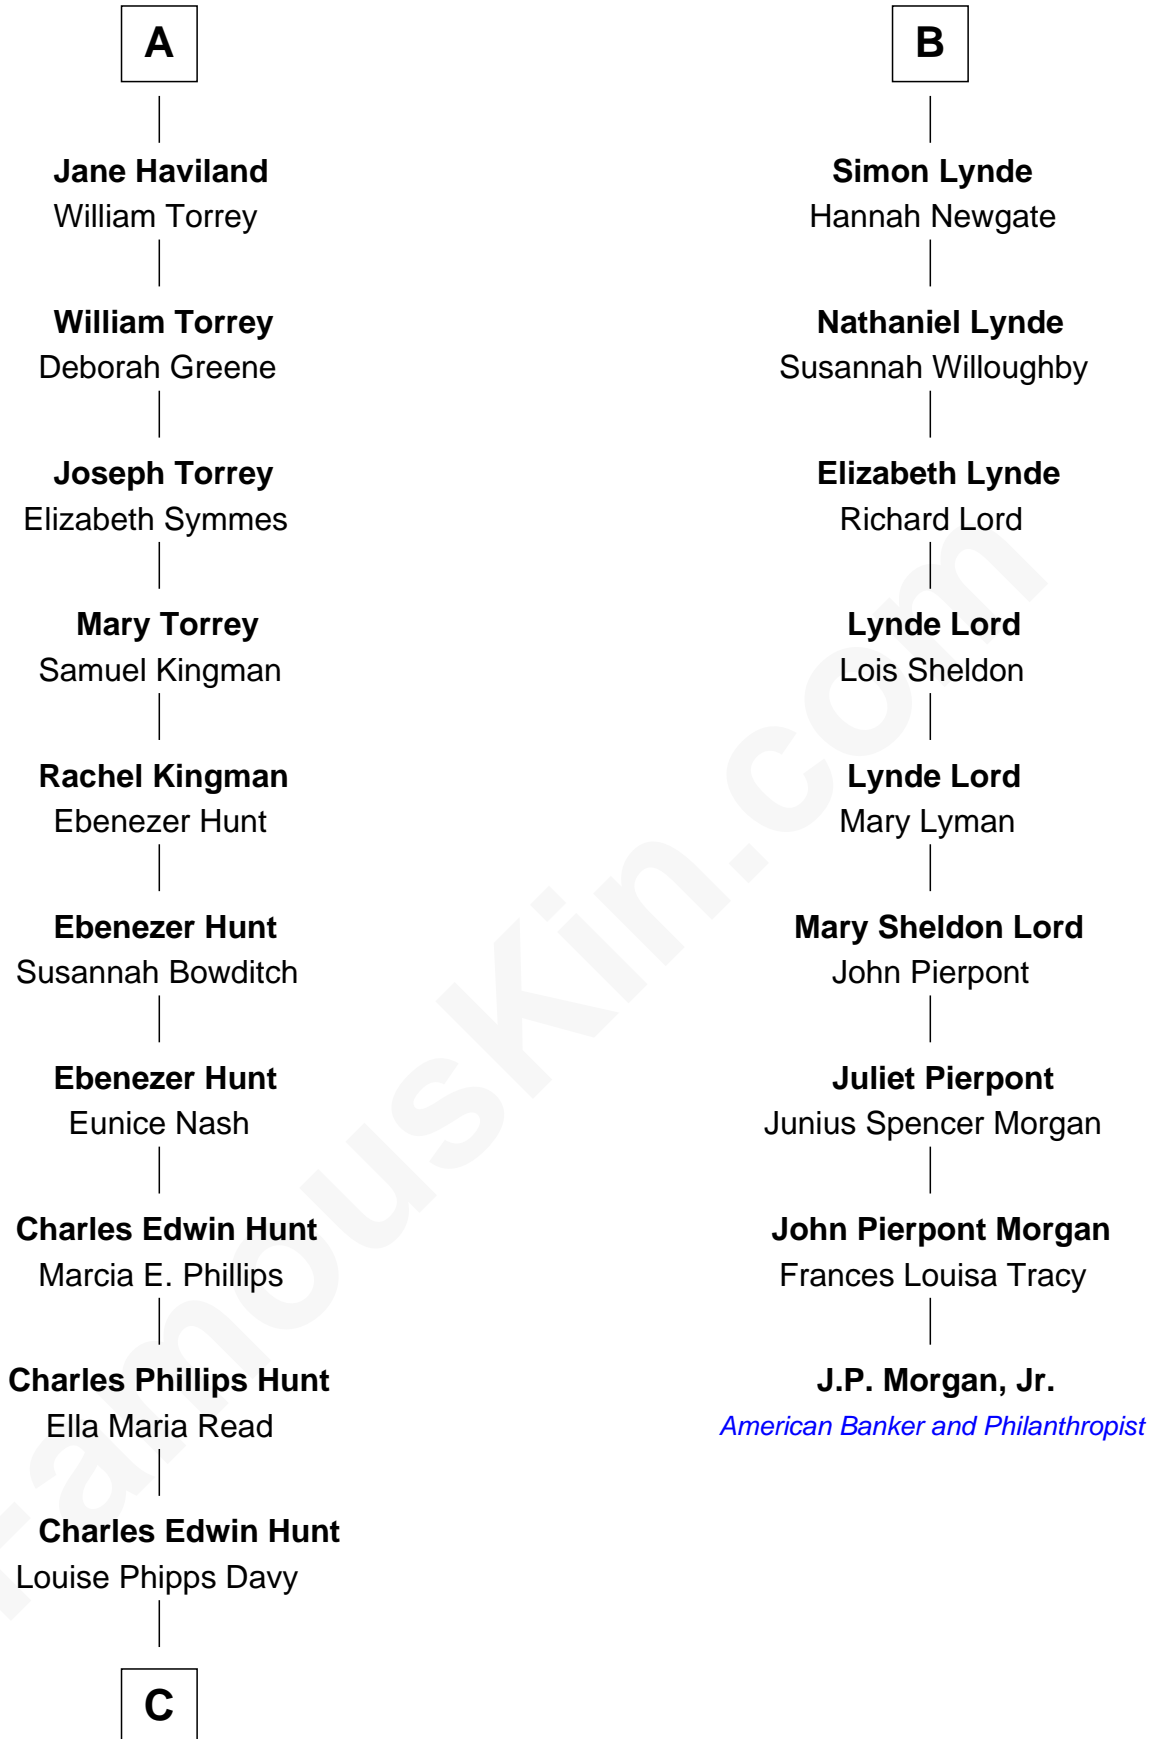 A
Jane Haviland
William Torrey
William Torrey
Deborah Greene
Joseph Torrey
Elizabeth Symmes
Mary Torrey
Samuel Kingman
Rachel Kingman
Ebenezer Hunt
Ebenezer Hunt
Susannah Bowditch
Ebenezer Hunt
Eunice Nash
Charles Edwin Hunt
Marcia E. Phillips
Charles Phillips Hunt
Ella Maria Read
Charles Edwin Hunt
Louise Phipps Davy
C
B
Simon Lynde
Hannah Newgate
Nathaniel Lynde
Susannah Willoughby
Elizabeth Lynde
Richard Lord
Lynde Lord
Lois Sheldon
Lynde Lord
Mary Lyman
Mary Sheldon Lord
John Pierpont
Juliet Pierpont
Junius Spencer Morgan
John Pierpont Morgan
Frances Louisa Tracy
J.P. Morgan, Jr.
American Banker and Philanthropist
FamousKin.com